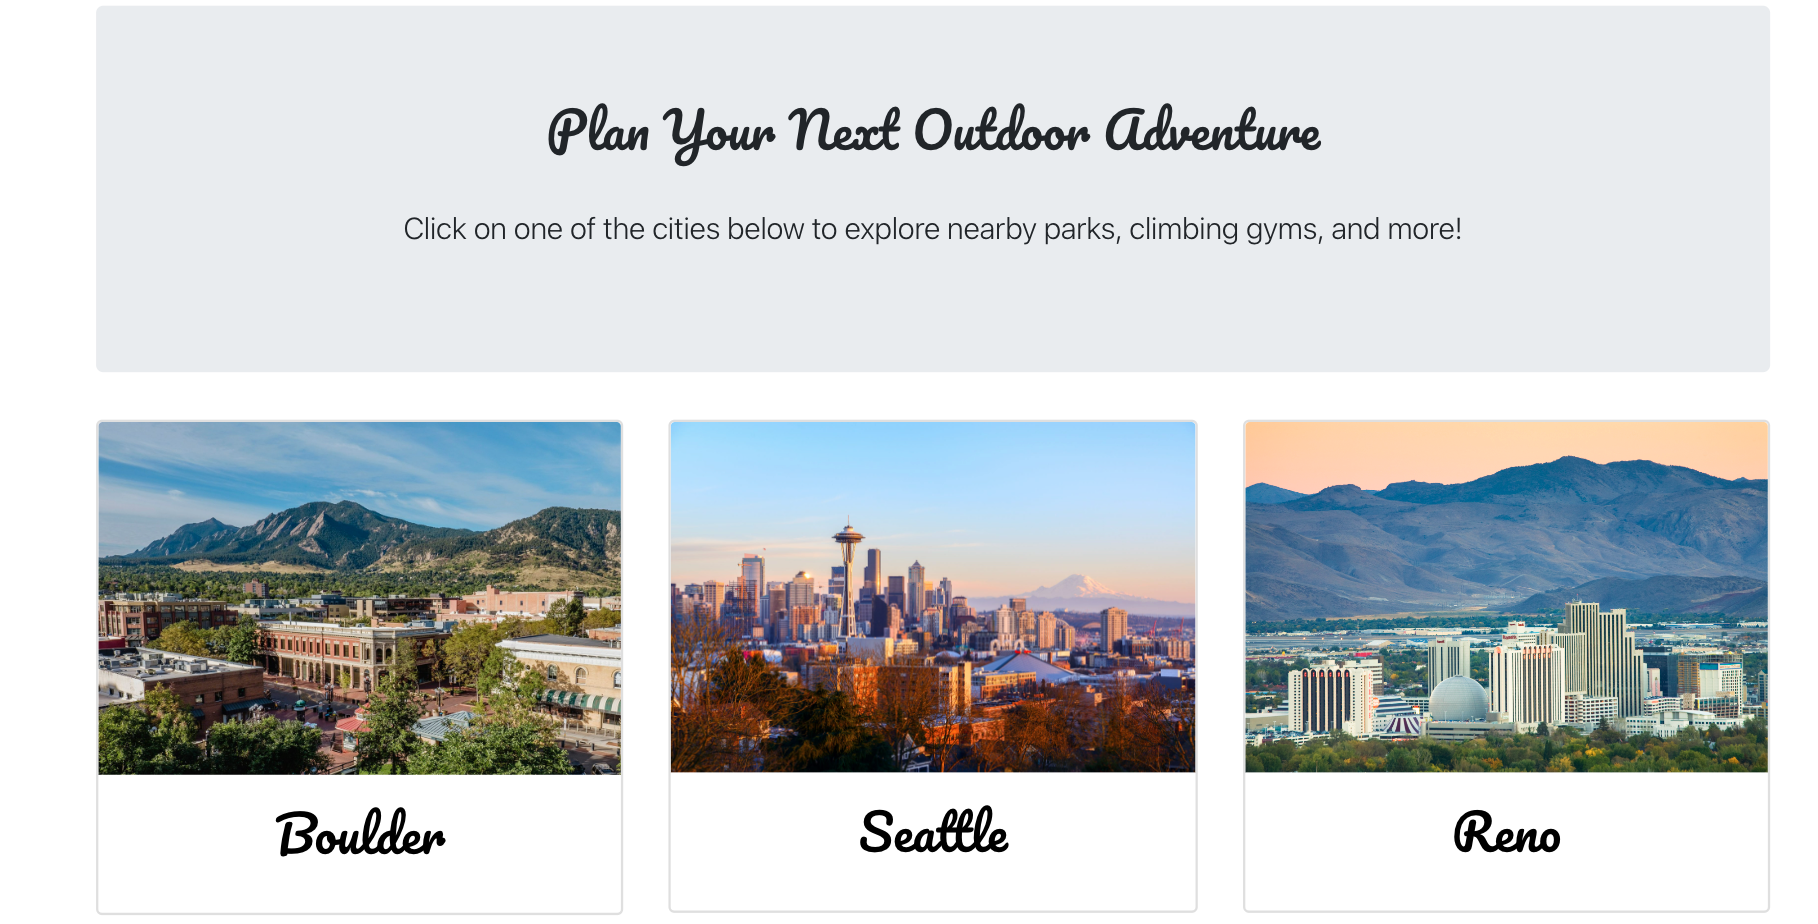 Plan Your Next Outdoor Adventure
Click on one of the cities below to explore nearby parks, climbing gyms, and more!
Boulder
Seattle
Reno